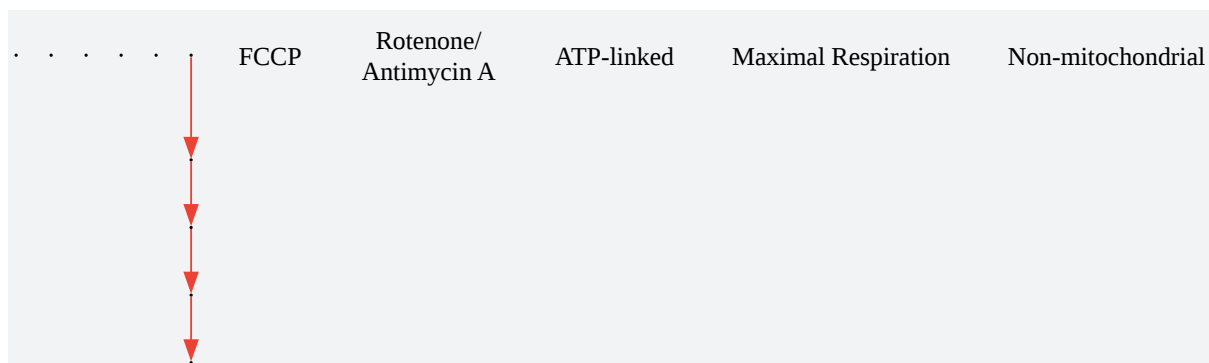 FCCP
Rotenone/
Antimycin A
ATP-linked
Maximal Respiration
Non-mitochondrial